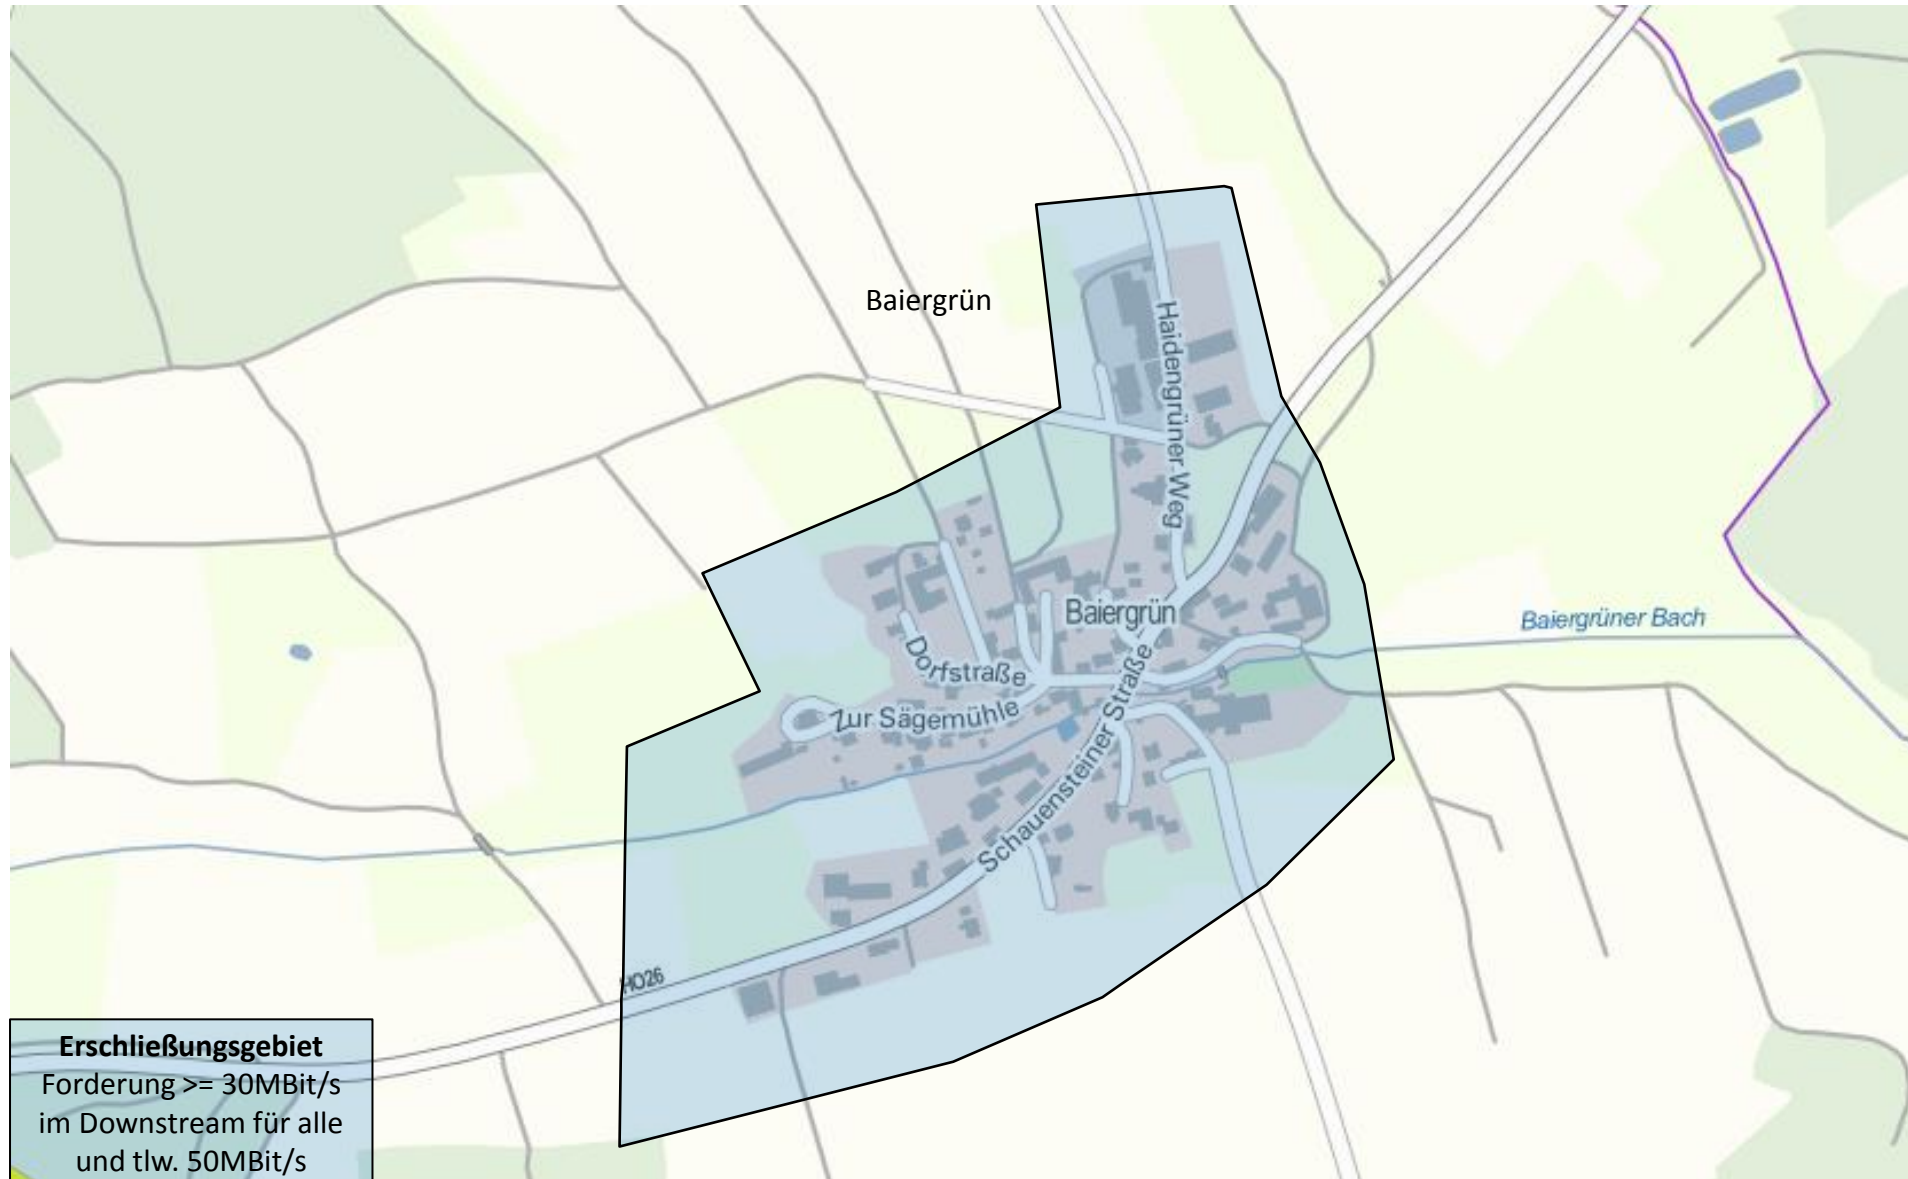 Baiergrün
Haidengrüner Weg
Baiergrün
Baiergrüner Bach
Dorfstraße
Zur Sägemühle
Schauensteiner Straße
HO26
Erschließungsgebiet
Forderung >= 30MBit/s
im Downstream für alle
und tlw. 50MBit/s